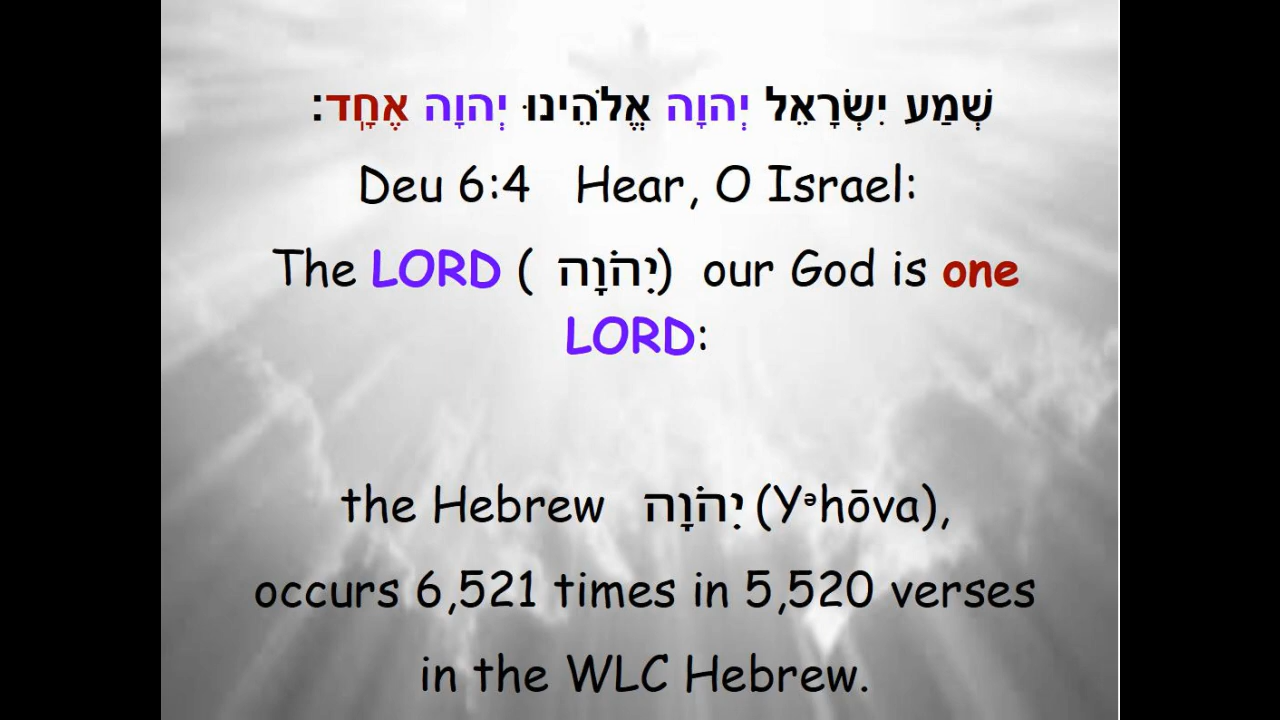 שְׁמַע יִשְׂרָאֵל יְהוָה אֱלֹהֵינוּ יְהוָה אֶחָֽד׃
Deu 6:4 Hear, O Israel:
The LORD ( יִהֹוָה) our God is one
LORD:
the Hebrew יִהֹוָה (Yᵊhōva),
occurs 6,521 times in 5,520 verses
in the WLC Hebrew.